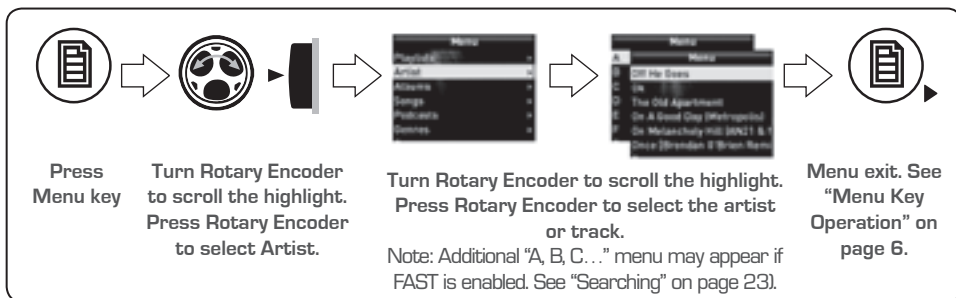 Menu
Playlists
Artist
Albums
Songs
Podcasts
Genres
Menu
Menu
A
B
C
D
E
F
Off He Goes
Ok
The Old Apartment
On A Good Day (Metropolis)
On Melancholy Hill
Once (Brendan O'Brien
Press
Menu key
Turn Rotary Encoder
to scroll the highlight.
Press Rotary Encoder
to select Artist.
Turn Rotary Encoder to scroll the highlight.
Press Rotary Encoder to select the artist
or track.
Note: Additional “A, B, C…” menu may appear if
FAST is enabled. See “Searching” on page 23).
Menu exit. See
“Menu Key
Operation” on
page 6.